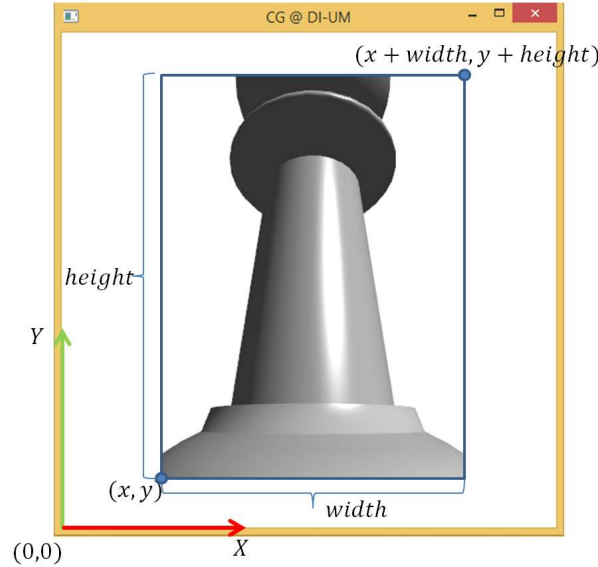 CG @ DI-UM
(x + width, y + height)
height
Y
(x, y)
width
(0,0)
X